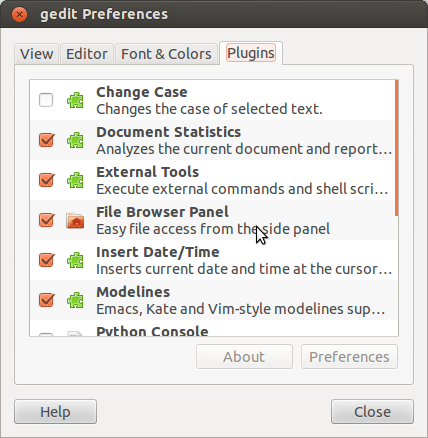 gedit Preferences
View Editor Font & Colors Plugins
Change Case
Changes the case of selected text.
Document Statistics
Analyzes the current document and report...
External Tools
Execute external commands and shell scri...
File Browser Panel
Easy file access from the side panel
Insert Date/Time
Inserts current date and time at the cursor...
Modelines
Emacs, Kate and Vim-style modelines sup...
Python Console
About Preferences
Help Close